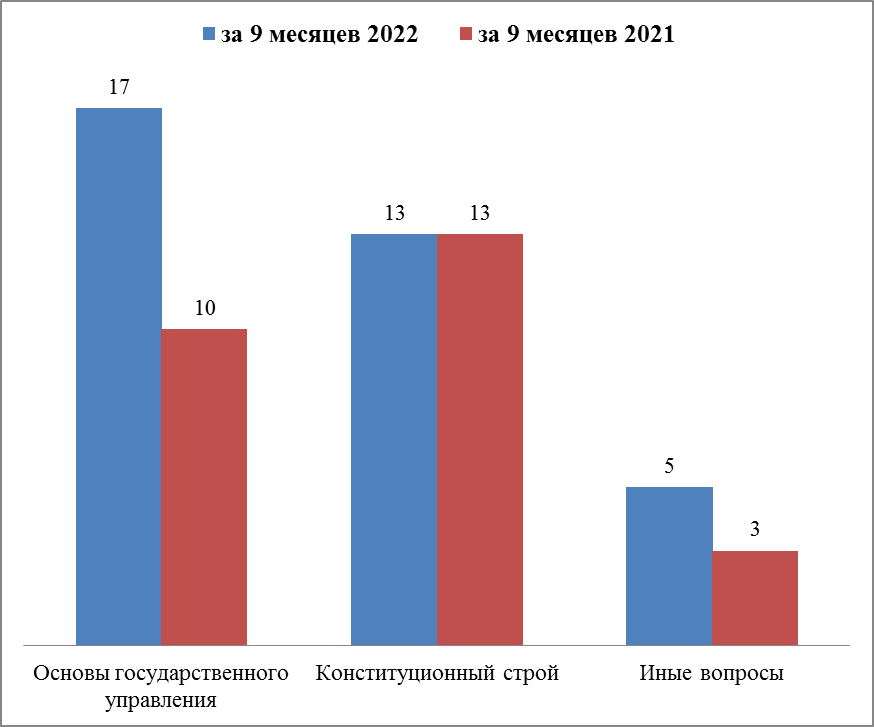 за 9 месяцев 2022 за 9 месяцев 2021
17
10
13 13
5
3
Основы государственного
управления
Конституционный строй
Иные вопросы